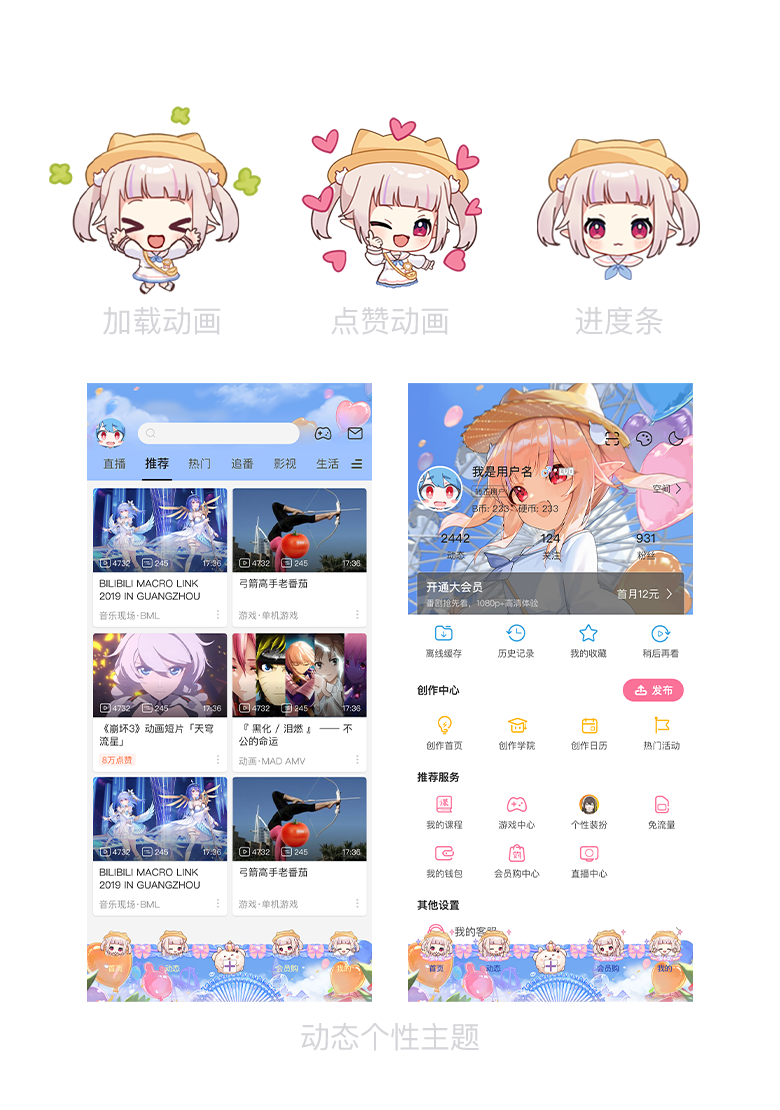 加载动画
点赞动画
进度条
直播 推荐 热门 追番 影视 生活
4732 245 17:36
4732 245 17:36
BILIBILI MACRO LINK
2019 IN GUANGZHOU
音乐现场·BML
弓箭高手老番茄
游戏·单机游戏
4732 245 17:36
4732 245 17:36
《崩坏3》动画短片「天穹
流星」
8万点赞
『 黑化 / 泪燃 』 —— 不
公的命运
动画·MAD AMV
4732 245 17:36
4732 245 17:36
BILIBILI MACRO LINK
2019 IN GUANGZHOU
音乐现场·BML
弓箭高手老番茄
游戏·单机游戏
首页 动态 会员购 我的
我是用户名
正式用户
B币: 233 硬币: 233
空间
2442 124 931
动态 关注 粉丝
开通大会员
番剧抢先看，1080p+高清体验
首月12元
离线缓存 历史记录 我的收藏 稍后再看
创作中心
发布
创作首页 创作学院 创作日历 热门活动
推荐服务
我的课程 游戏中心 个性装扮 免流量
我的钱包 会员购中心 直播中心
其他设置
我的客服
首页 动态 会员购 我的
动态个性主题